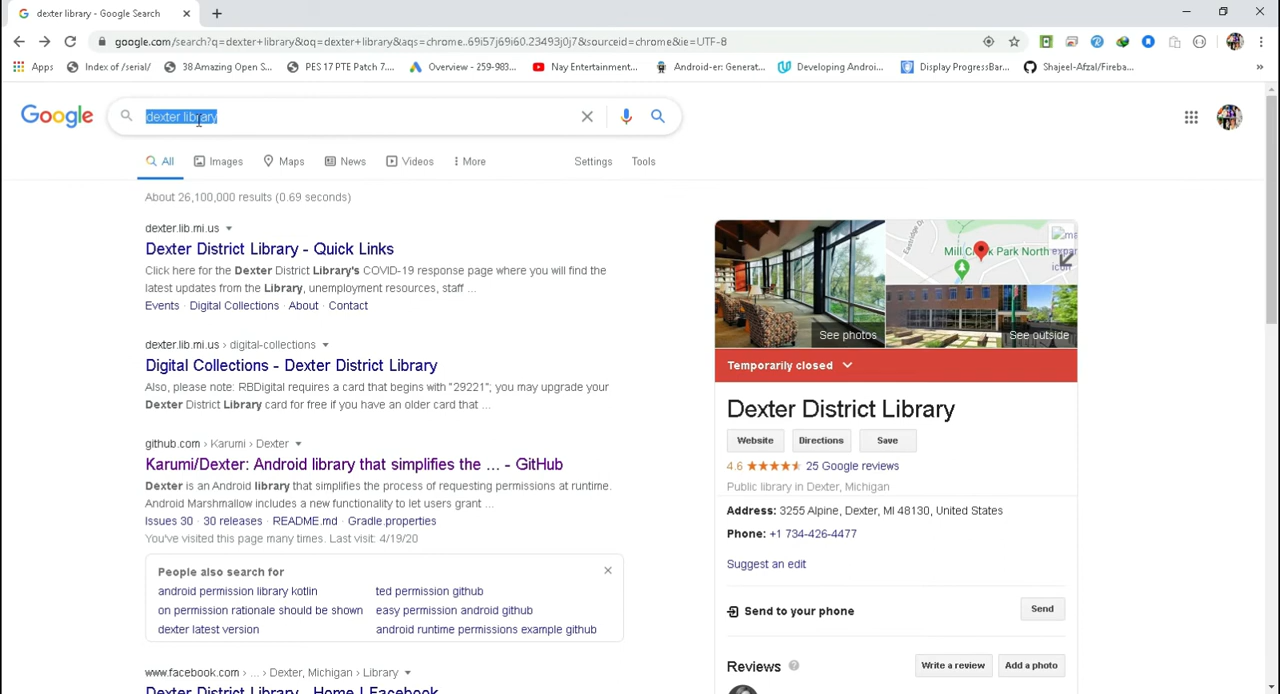 dexter library - Google Search
google.com/search?q=dexter+library&oq=dexter+library&aqs=chrome..69i57j69i60.23493j0j7&sourceid=chrome&ie=UTF-8
Apps Index of /serial/ 38 Amazing Open S... PES 17 PTE Patch 7.... Overview - 259-983... Nay Entertainment... Android-er: Generat... Developing Androi... Display ProgressBar... Shajeel-Afzal/Fireba... »
Google dexter library
All Images Maps News Videos More Settings Tools
About 26,100,000 results (0.69 seconds)
dexter.lib.mi.us
Dexter District Library - Quick Links
Click here for the Dexter District Library's COVID-19 response page where you will find the
latest updates from the Library, unemployment resources, staff ...
Events · Digital Collections · About · Contact
dexter.lib.mi.us › digital-collections
Digital Collections - Dexter District Library
Also, please note: RBDigital requires a card that begins with "29221"; you may upgrade your
Dexter District Library card for free if you have an older card that ...
github.com › Karumi › Dexter
Karumi/Dexter: Android library that simplifies the ... - GitHub
Dexter is an Android library that simplifies the process of requesting permissions at runtime.
Android Marshmallow includes a new functionality to let users grant ...
Issues 30 · 30 releases · README.md · Gradle.properties
You've visited this page many times. Last visit: 4/19/20
People also search for
android permission library kotlin ted permission github
on permission rationale should be shown easy permission android github
dexter latest version android runtime permissions example github
www.facebook.com › ... › Dexter, Michigan › Library
Dexter District Library - Home | Facebook
Mill Creek Park North
See photos
See outside
Temporarily closed
Dexter District Library
Website Directions Save
4.6 25 Google reviews
Public library in Dexter, Michigan
Address: 3255 Alpine, Dexter, MI 48130, United States
Phone: +1 734-426-4477
Suggest an edit
Send to your phone Send
Reviews Write a review Add a photo